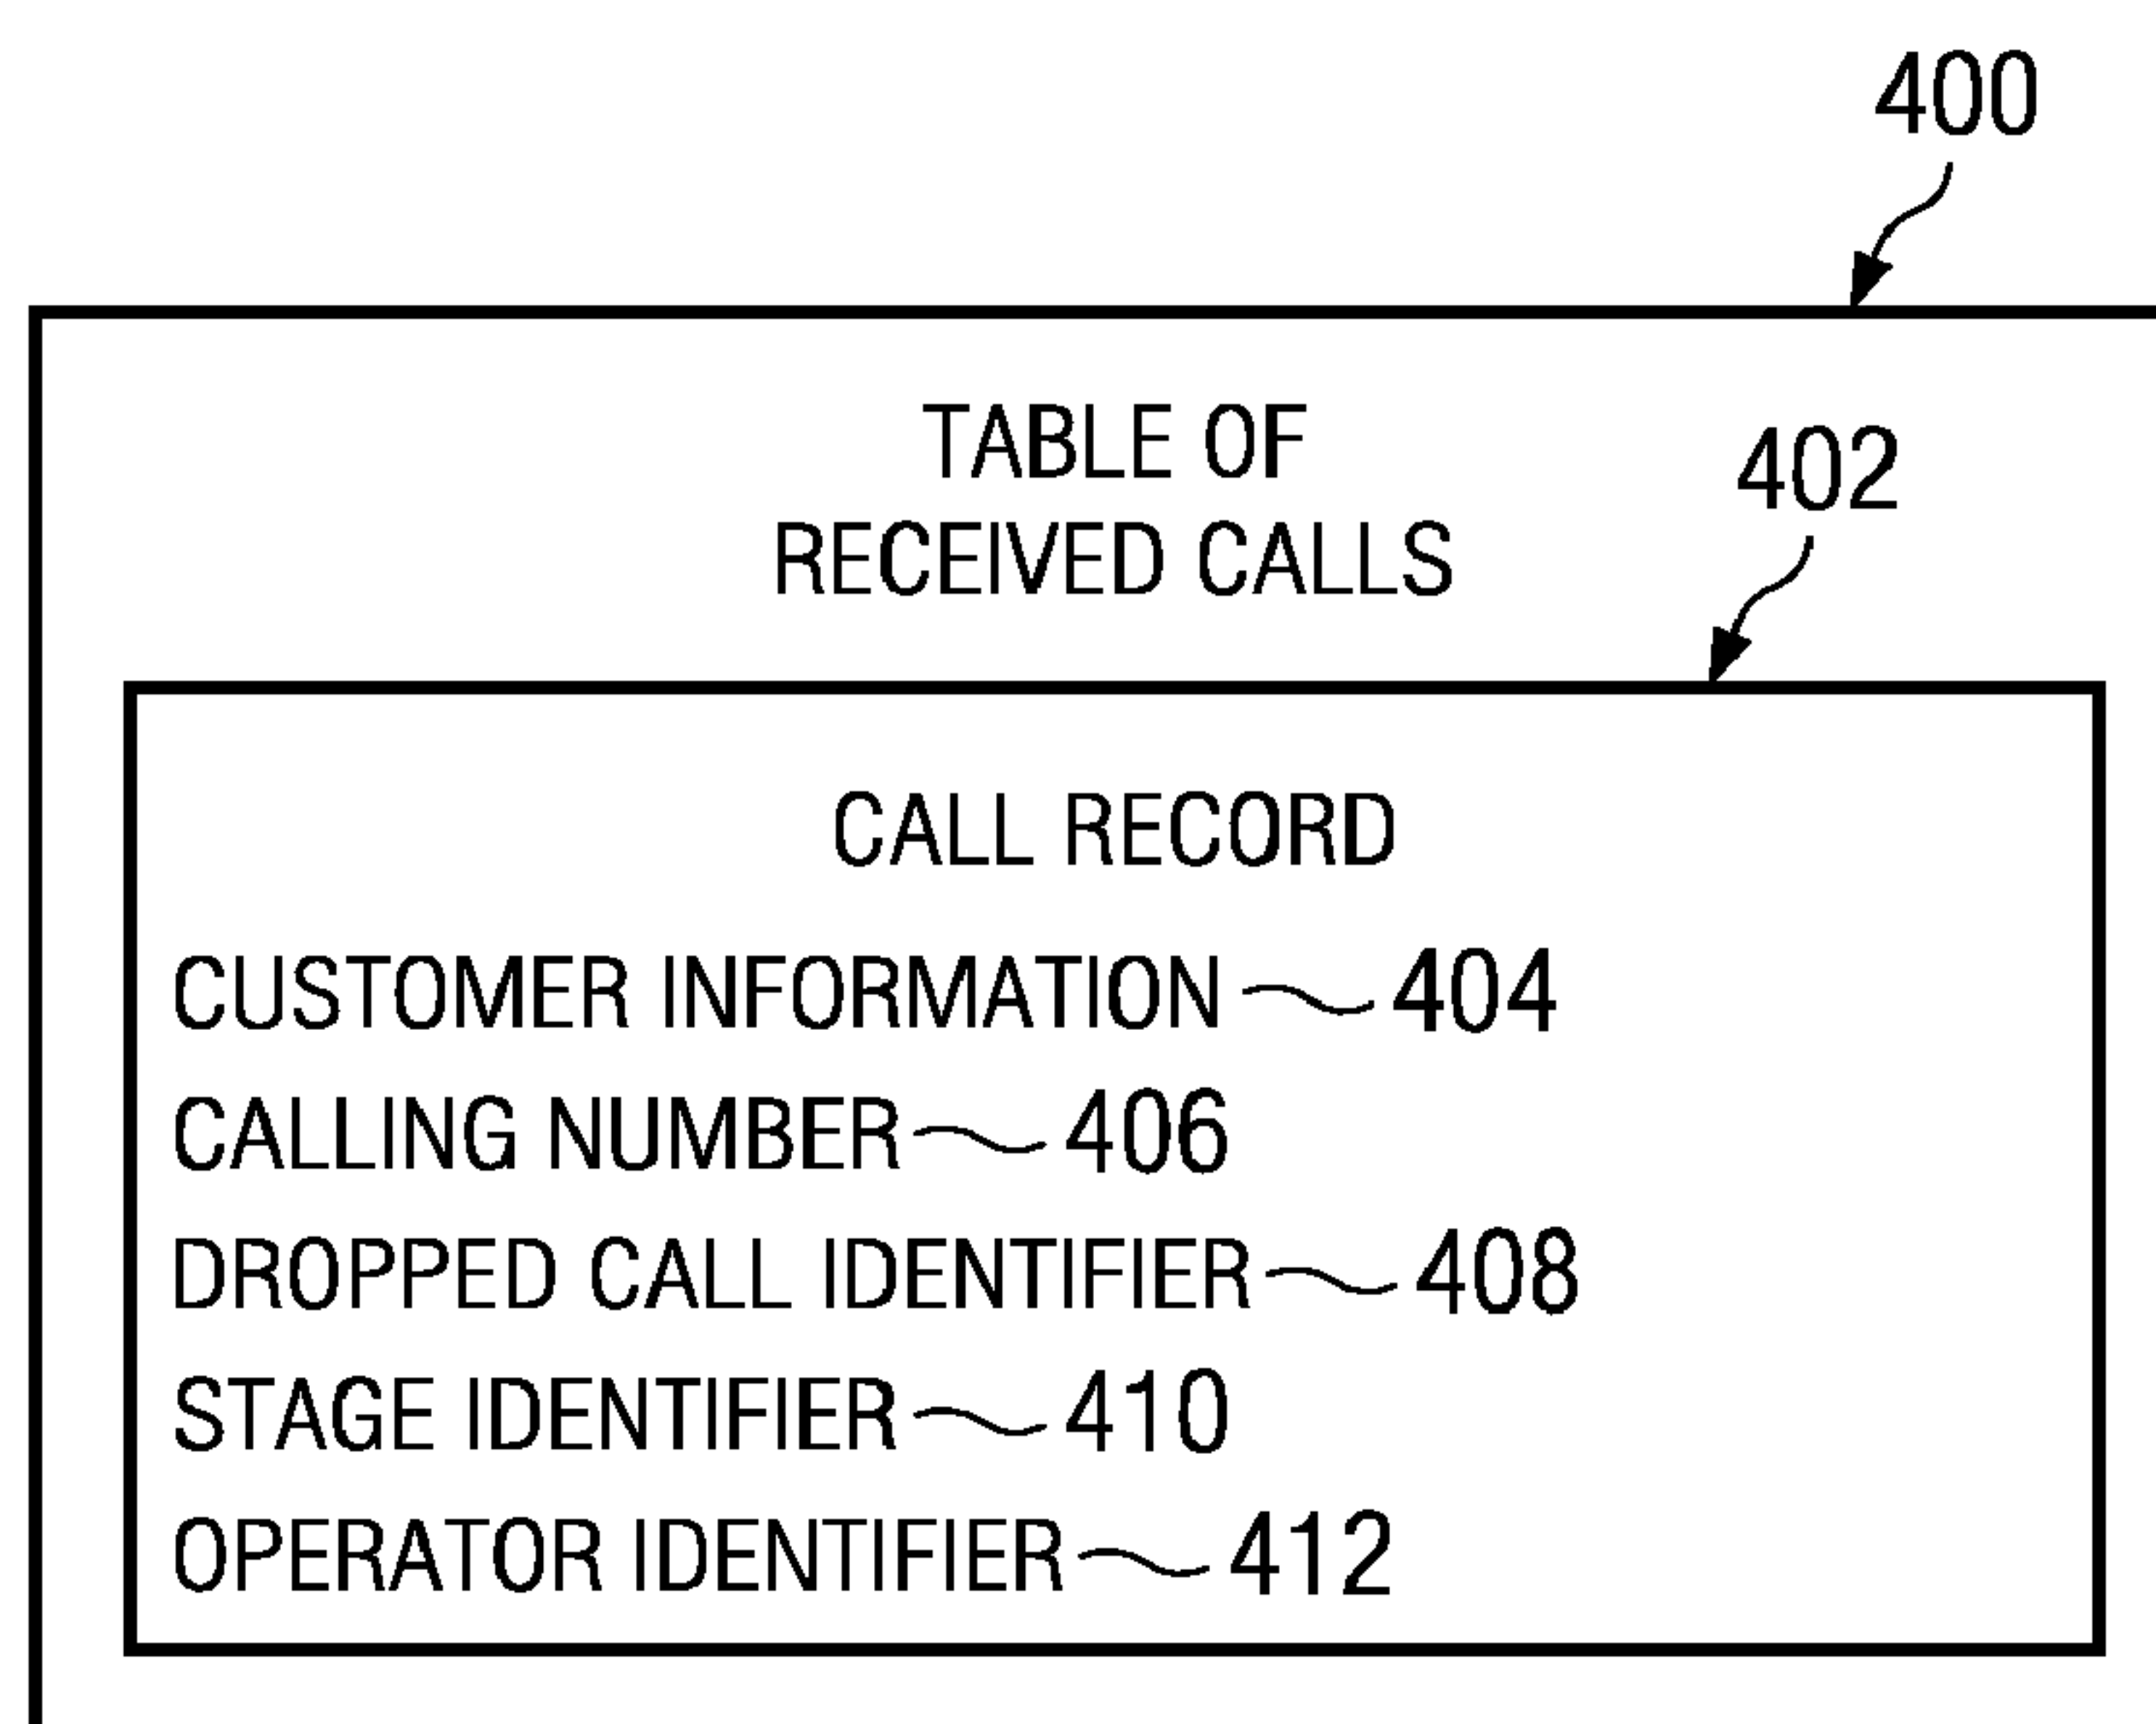 400
TABLE OF
RECEIVED CALLS
402
CALL RECORD
CUSTOMER INFORMATION 404
CALLING NUMBER 406
DROPPED CALL IDENTIFIER 408
STAGE IDENTIFIER 410
OPERATOR IDENTIFIER 412